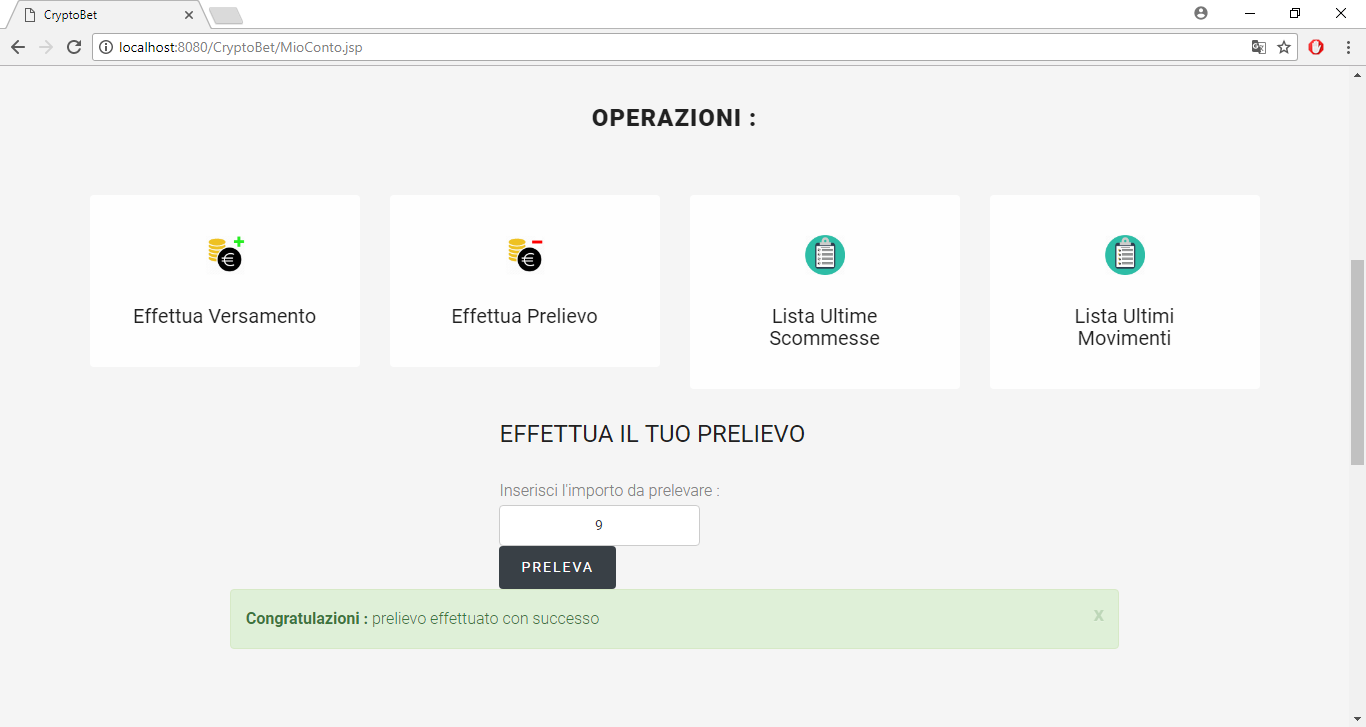 CryptoBet
localhost:8080/CryptoBet/MioConto.jsp
OPERAZIONI :
Effettua Versamento
Effettua Prelievo
Lista Ultime
Scommesse
Lista Ultimi
Movimenti
EFFETTUA IL TUO PRELIEVO
Inserisci l'importo da prelevare :
9
PRELEVA
Congratulazioni : prelievo effettuato con successo
x